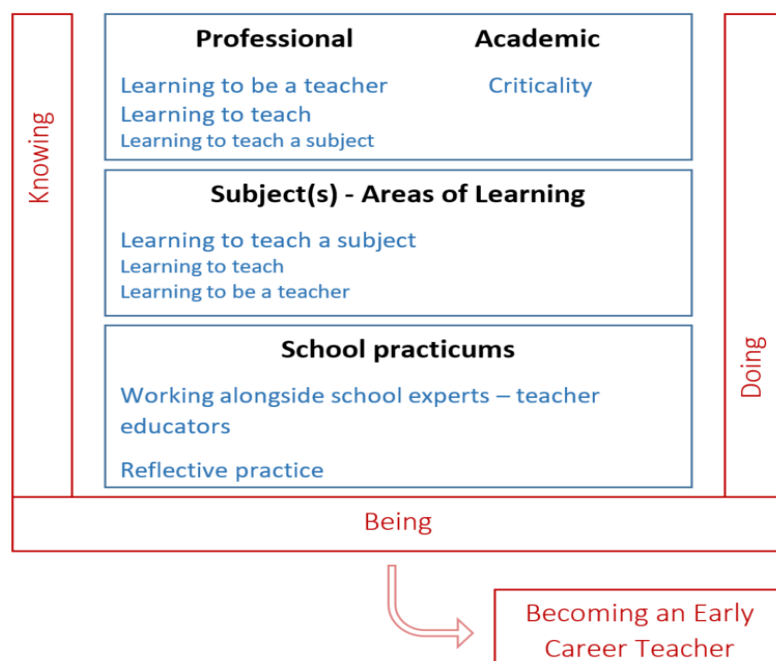 Professional
Academic
Learning to be a teacher
Criticality
Learning to teach
Learning to teach a subject
Knowing
Subject(s) - Areas of Learning
Learning to teach a subject
Learning to teach
Learning to be a teacher
School practicums
Working alongside school experts – teacher
educators
Reflective practice
Doing
Being
Becoming an Early
Career Teacher